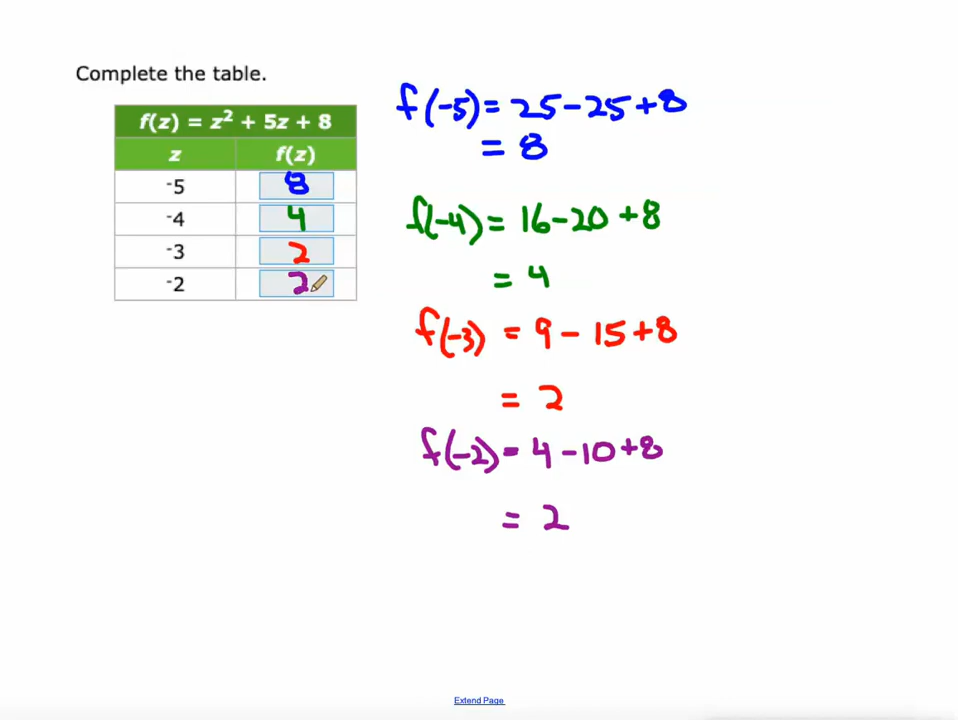 Complete the table.
f(z) = z² + 5z + 8
z f(z)
-5 8
-4 4
-3 2
-2 2
f(-5) = 25 - 25 + 8
= 8
f(-4) = 16 - 20 + 8
= 4
f(-3) = 9 - 15 + 8
= 2
f(-2) = 4 - 10 + 8
= 2
Extend Page